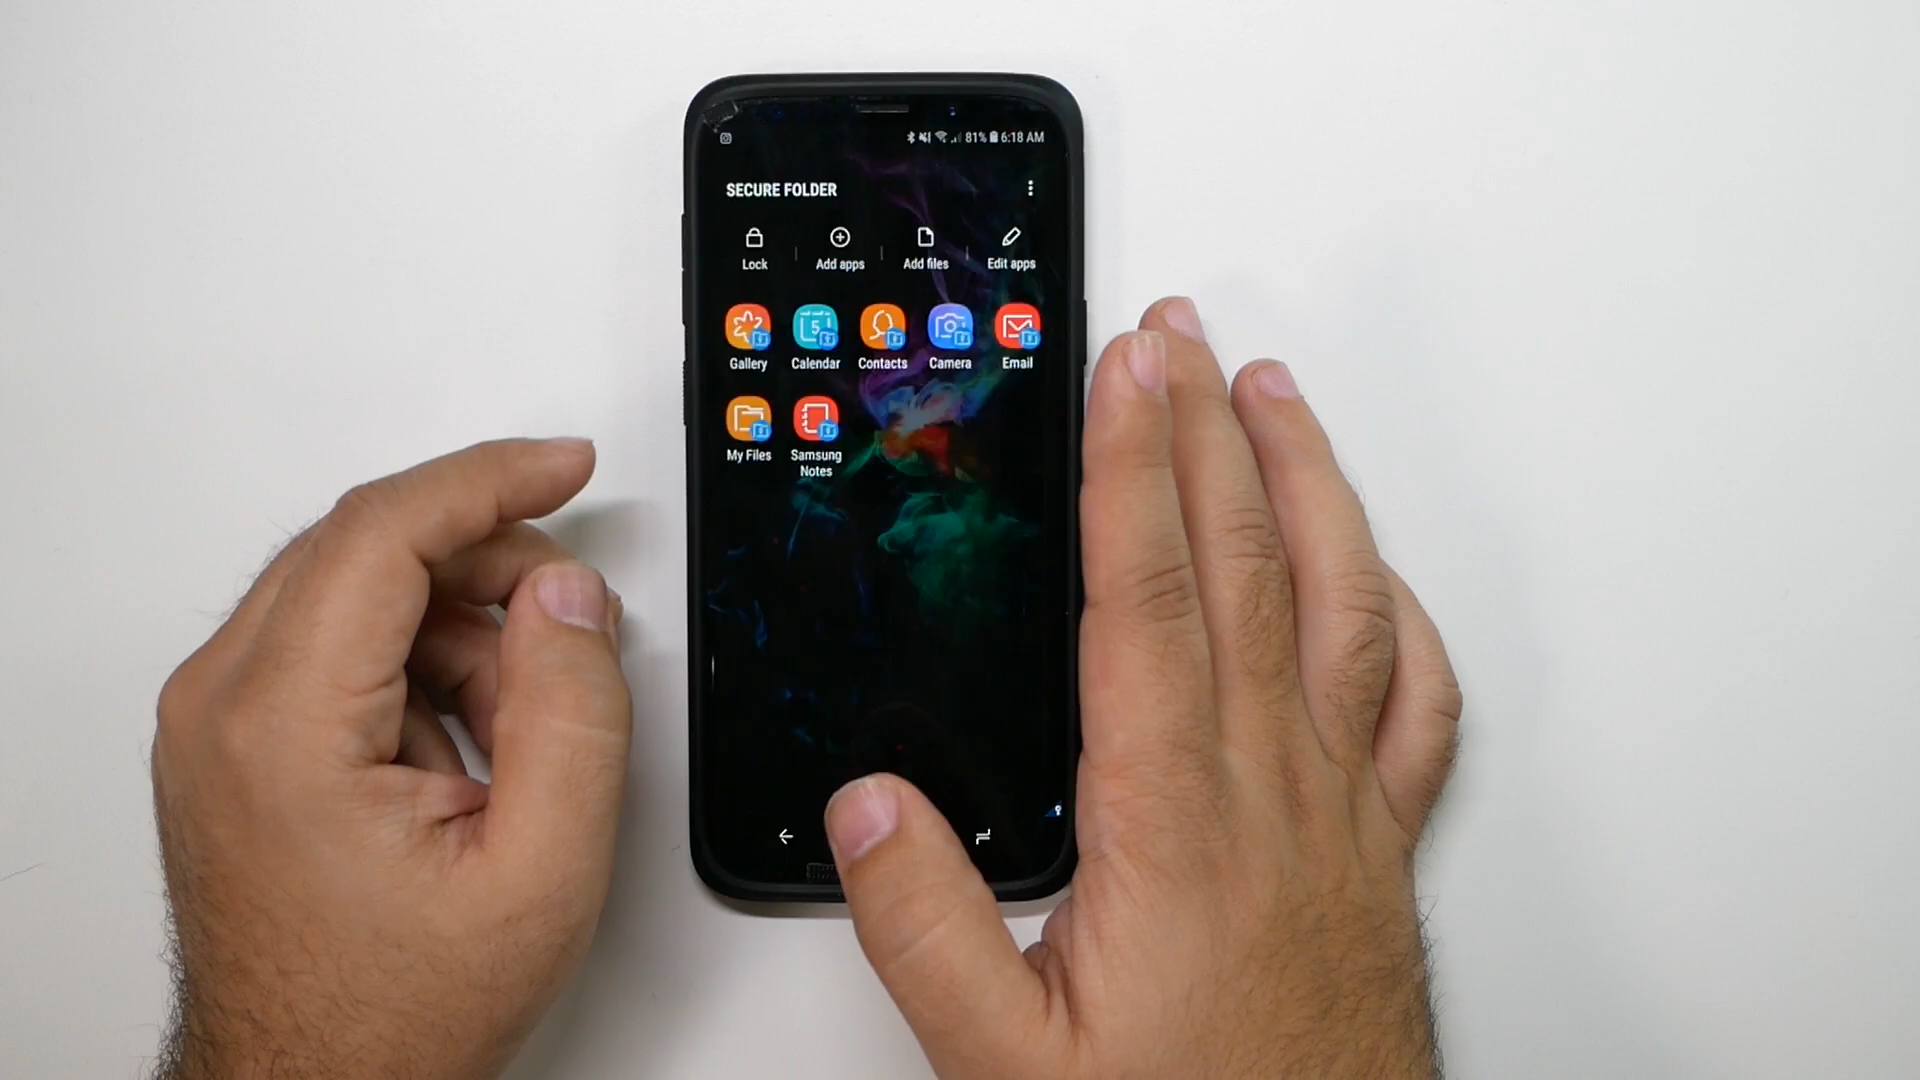 81% 6:18 AM
SECURE FOLDER
Lock Add apps Add files Edit apps
5
Gallery Calendar Contacts Camera Email
My Files Samsung
Notes